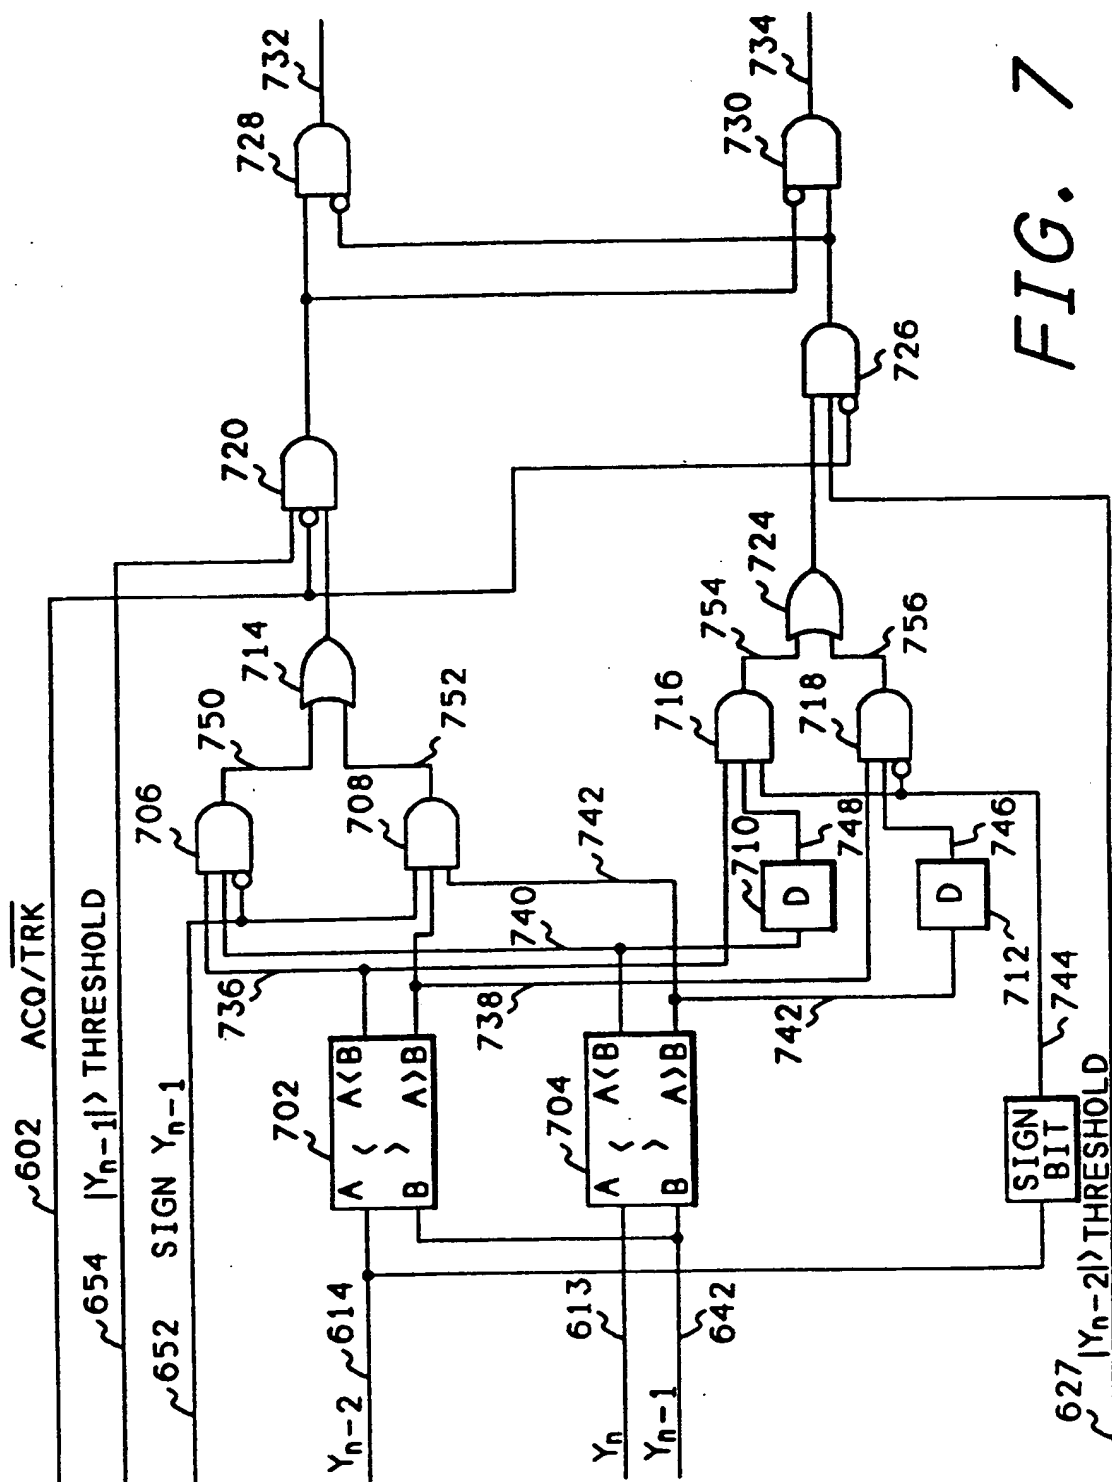 602 ACQ/TRK
654 |Yn-1|> THRESHOLD
652 SIGN Yn-1
Yn-2
614
702
A
B
<
>
A<B
A>B
736
738
706
708
750
752
714
720
728
732
Yn
613
Yn-1
642
704
A
B
<
>
A<B
A>B
740
742
742
710
D
748
712
D
746
716
718
754
756
724
726
730
734
SIGN
BIT
744
627 |Yn-2|> THRESHOLD
FIG. 7